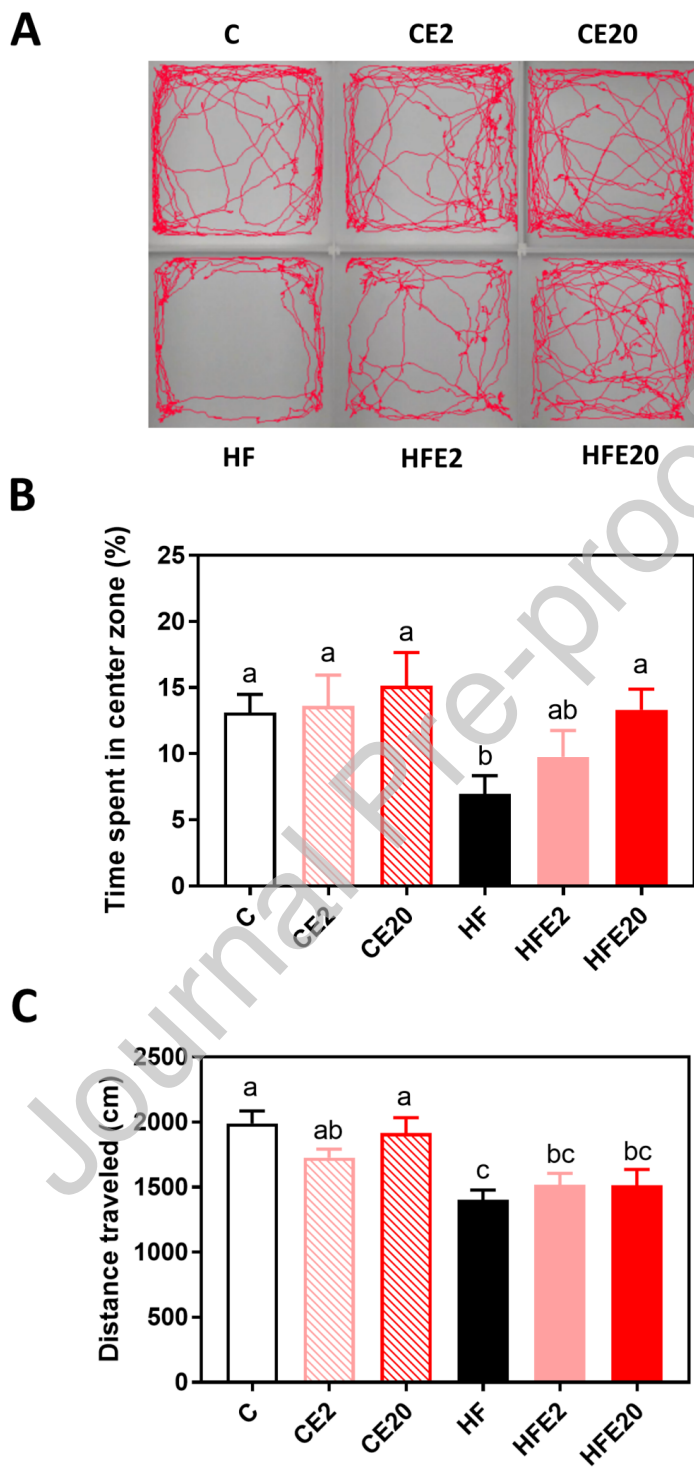 A
C CE2 CE20
HF HFE2 HFE20
B
Time spent in center zone (%)
25
20
15
10
5
0
a a a b ab a
C CE2 CE20 HF HFE2 HFE20
C
Distance traveled (cm)
2500
2000
1500
1000
500
0
a ab a c bc bc
C CE2 CE20 HF HFE2 HFE20
Journal Pre-proo